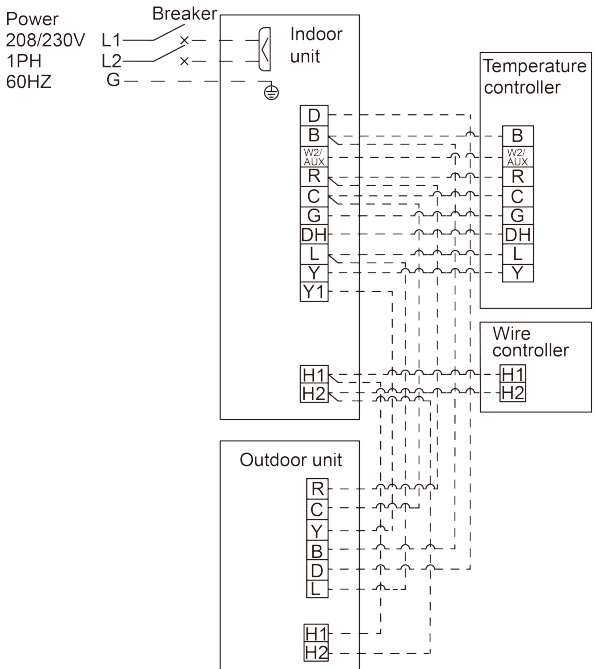 Power
208/230V
1PH
60HZ
L1
L2
G
Breaker
Indoor
unit
D
B
W2/
AUX
R
C
G
DH
L
Y
Y1
H1
H2
Temperature
controller
B
W2/
AUX
R
C
G
DH
L
Y
Wire
controller
H1
H2
Outdoor unit
R
C
Y
B
D
L
H1
H2